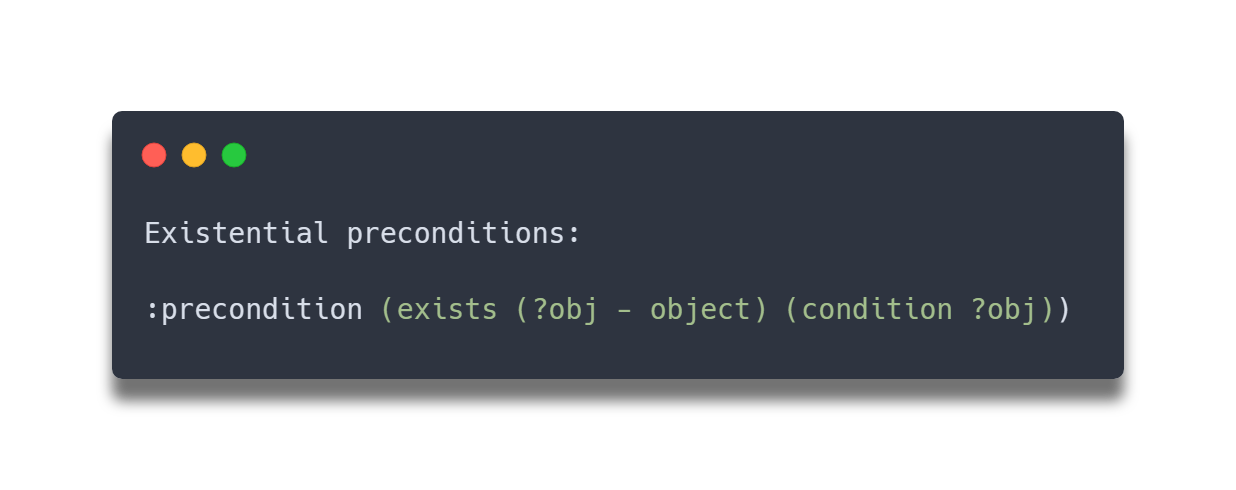 Existential preconditions:
:precondition (exists (?obj - object) (condition ?obj))